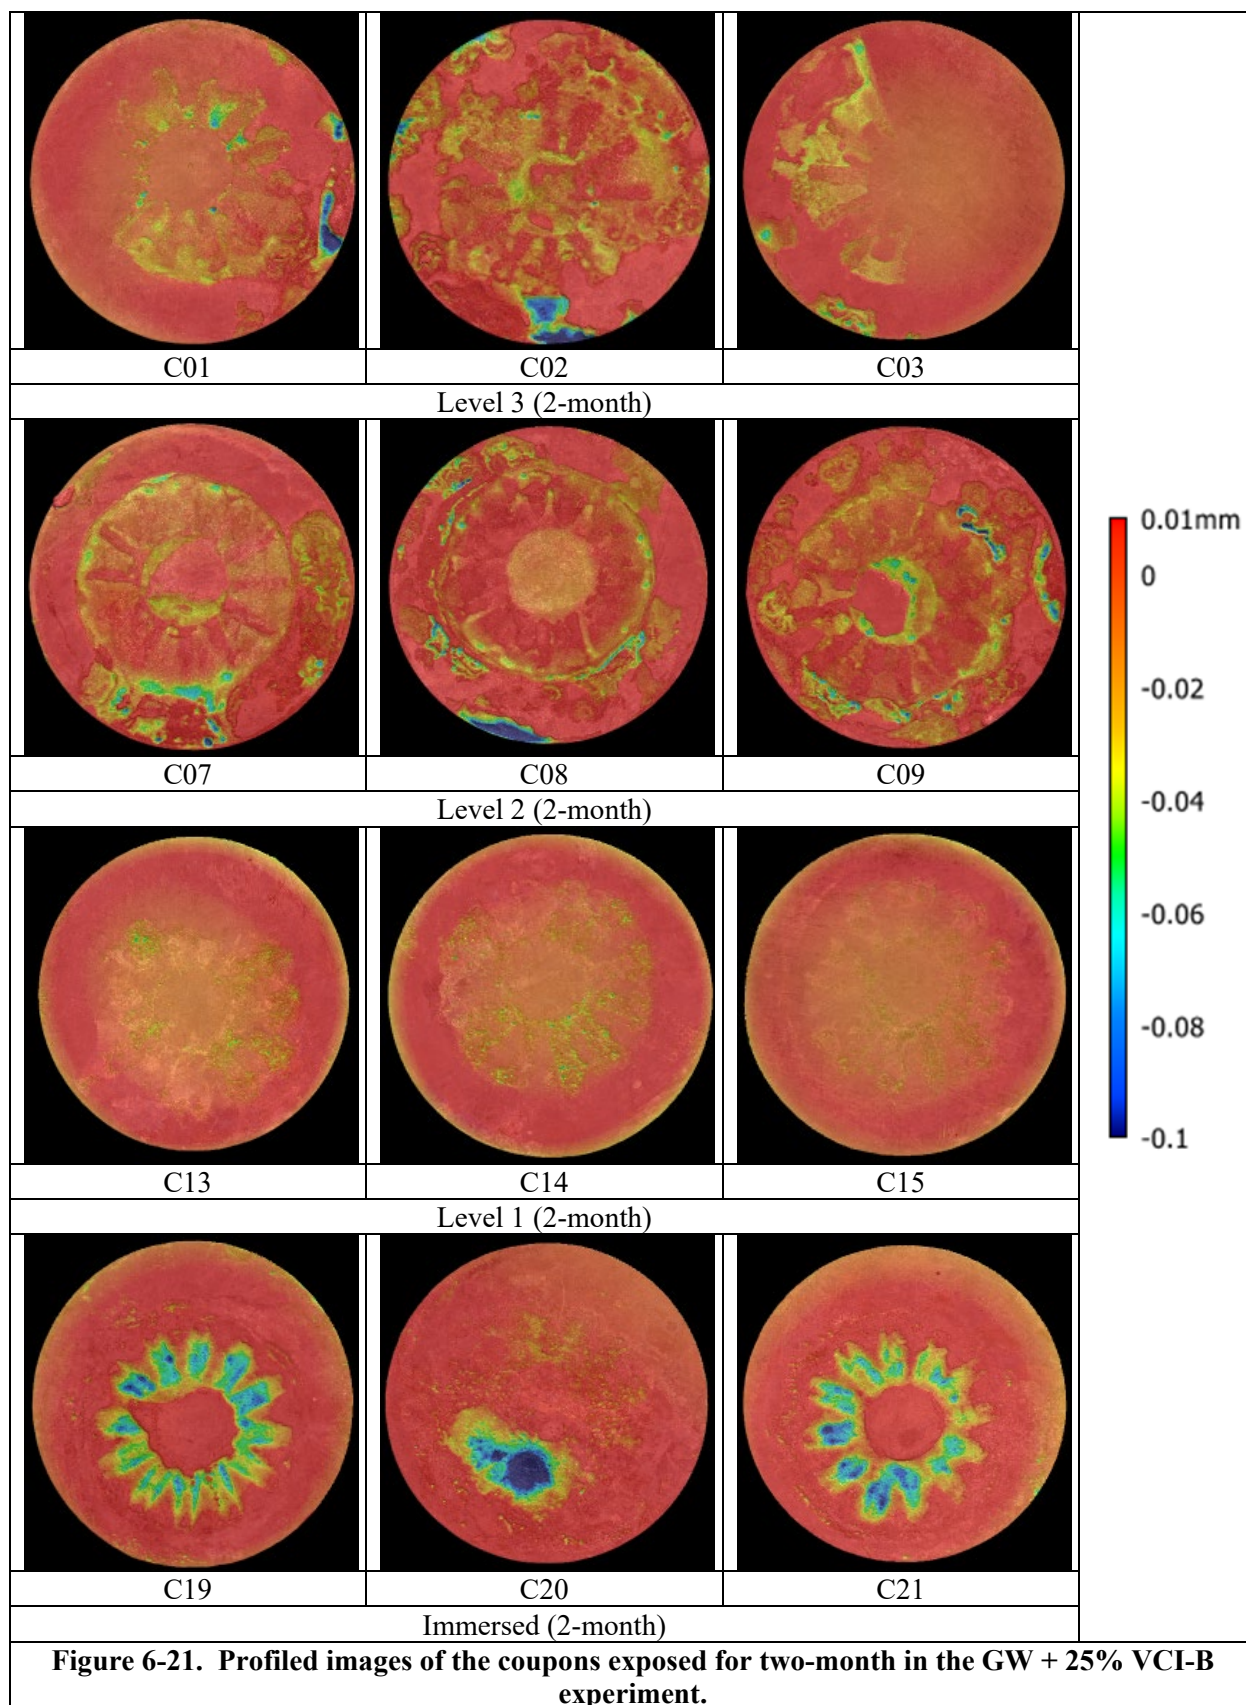 C01 C02 C03
Level 3 (2-month)
C07 C08 C09
Level 2 (2-month)
C13 C14 C15
Level 1 (2-month)
C19 C20 C21
Immersed (2-month)
0.01mm
0
-0.02
-0.04
-0.06
-0.08
-0.1
Figure 6-21. Profiled images of the coupons exposed for two-month in the GW + 25% VCI-B
experiment.